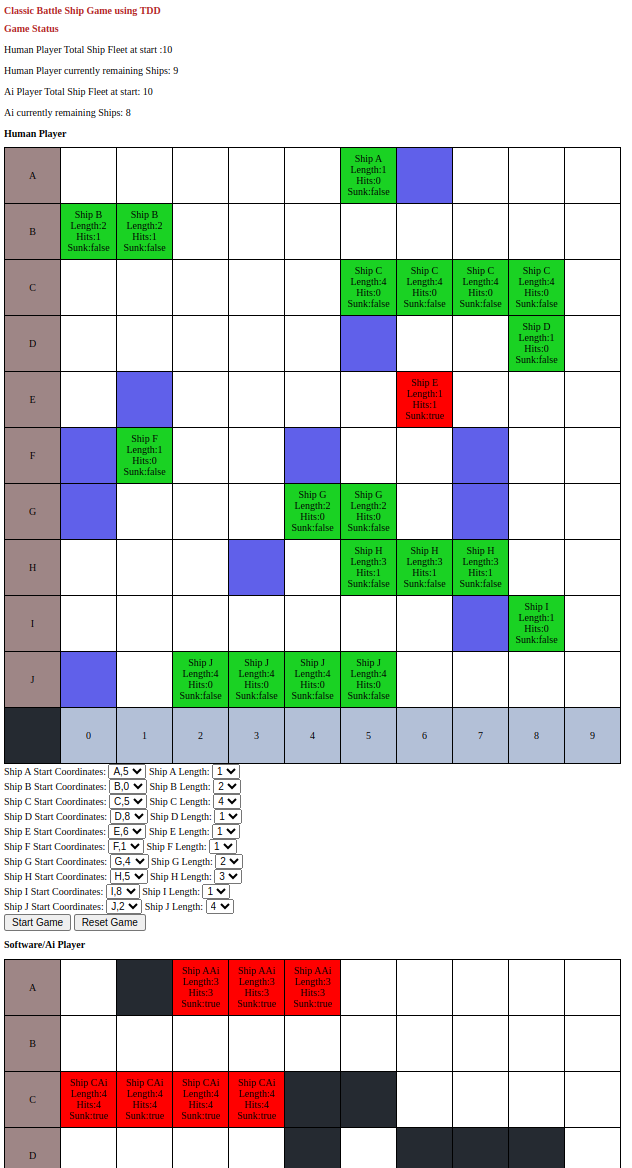 Classic Battle Ship Game using TDD
Game Status
Human Player Total Ship Fleet at start :10
Human Player currently remaining Ships: 9
Ai Player Total Ship Fleet at start: 10
Ai currently remaining Ships: 8
Human Player
A
Ship A
Length:1
Hits:0
Sunk:false
B
Ship B Ship B
Length:2 Length:2
Hits:1 Hits:1
Sunk:false Sunk:false
C
Ship C Ship C Ship C Ship C
Length:4 Length:4 Length:4 Length:4
Hits:0 Hits:0 Hits:0 Hits:0
Sunk:false Sunk:false Sunk:false Sunk:false
D
Ship D
Length:1
Hits:0
Sunk:false
E
Ship E
Length:1
Hits:1
Sunk:true
F
Ship F
Length:1
Hits:0
Sunk:false
G
Ship G Ship G
Length:2 Length:2
Hits:0 Hits:0
Sunk:false Sunk:false
H
Ship H Ship H Ship H
Length:3 Length:3 Length:3
Hits:1 Hits:1 Hits:1
Sunk:false Sunk:false Sunk:false
I
Ship I
Length:1
Hits:0
Sunk:false
J
Ship J Ship J Ship J Ship J
Length:4 Length:4 Length:4 Length:4
Hits:0 Hits:0 Hits:0 Hits:0
Sunk:false Sunk:false Sunk:false Sunk:false
0 1 2 3 4 5 6 7 8 9
Ship A Start Coordinates: A,5 Ship A Length: 1
Ship B Start Coordinates: B,0 Ship B Length: 2
Ship C Start Coordinates: C,5 Ship C Length: 4
Ship D Start Coordinates: D,8 Ship D Length: 1
Ship E Start Coordinates: E,6 Ship E Length: 1
Ship F Start Coordinates: F,1 Ship F Length: 1
Ship G Start Coordinates: G,4 Ship G Length: 2
Ship H Start Coordinates: H,5 Ship H Length: 3
Ship I Start Coordinates: I,8 Ship I Length: 1
Ship J Start Coordinates: J,2 Ship J Length: 4
Start Game Reset Game
Software/Ai Player
A
Ship AAi Ship AAi Ship AAi
Length:3 Length:3 Length:3
Hits:3 Hits:3 Hits:3
Sunk:true Sunk:true Sunk:true
B
C
Ship CAi Ship CAi Ship CAi Ship CAi
Length:4 Length:4 Length:4 Length:4
Hits:4 Hits:4 Hits:4 Hits:4
Sunk:true Sunk:true Sunk:true Sunk:true
D